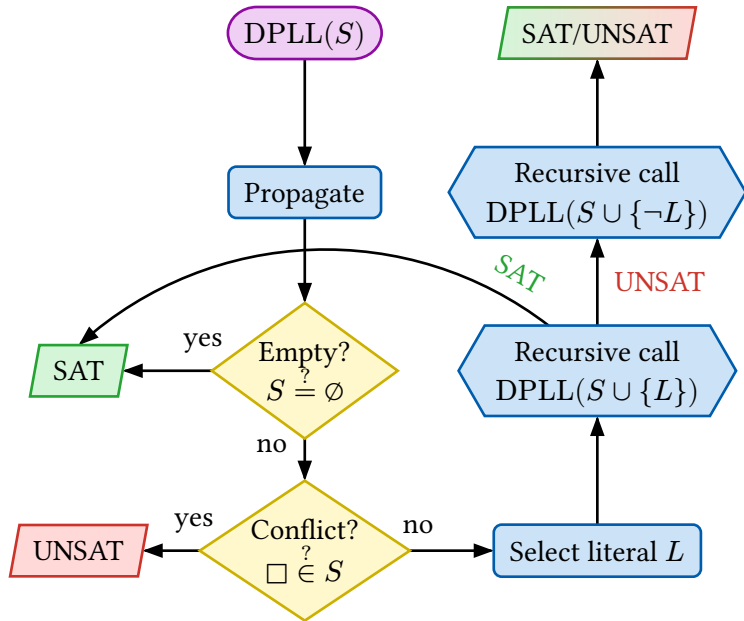 DPLL(S)
SAT/UNSAT
Propagate
Recursive call
DPLL(S ∪ {¬L})
SAT
UNSAT
yes
SAT
Empty?
S ≟ ∅
Recursive call
DPLL(S ∪ {L})
no
yes
UNSAT
Conflict?
□ ∈? S
no
Select literal L